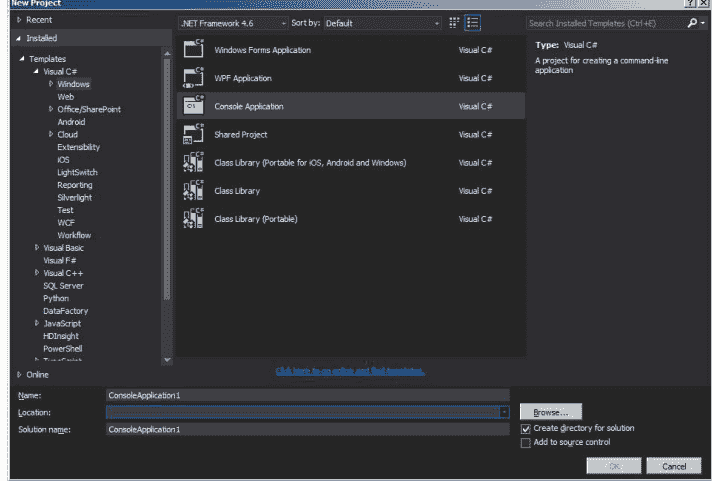 New Project
Recent
Installed
Templates
Visual C#
Windows
Web
Office/SharePoint
Android
Cloud
Extensibility
iOS
LightSwitch
Reporting
Silverlight
Test
WCF
Workflow
Visual Basic
Visual F#
Visual C++
SQL Server
Python
DataFactory
JavaScript
HDInsight
PowerShell
TypeScript
Online
.NET Framework 4.6 Sort by: Default
Windows Forms Application Visual C#
WPF Application Visual C#
Console Application Visual C#
Shared Project Visual C#
Class Library (Portable for iOS, Android and Windows) Visual C#
Class Library Visual C#
Class Library (Portable) Visual C#
Click here to go online and find templates.
Search Installed Templates (Ctrl+E)
Type: Visual C#
A project for creating a command-line
application
Name: ConsoleApplication1
Location:
Browse...
Solution name: ConsoleApplication1
Create directory for solution
Add to source control
OK Cancel